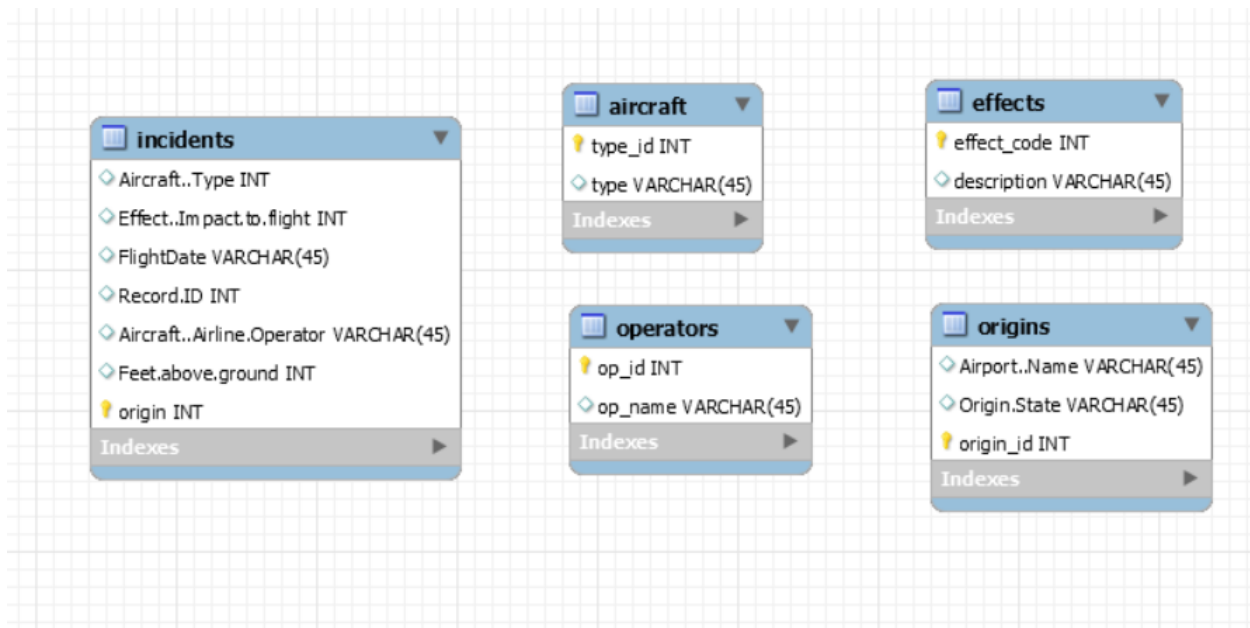 incidents
Aircraft..Type INT
Effect..Impact.to.flight INT
FlightDate VARCHAR(45)
Record.ID INT
Aircraft..Airline.Operator VARCHAR(45)
Feet.above.ground INT
origin INT
Indexes
aircraft
type_id INT
type VARCHAR(45)
Indexes
effects
effect_code INT
description VARCHAR(45)
Indexes
operators
op_id INT
op_name VARCHAR(45)
Indexes
origins
Airport..Name VARCHAR(45)
Origin.State VARCHAR(45)
origin_id INT
Indexes